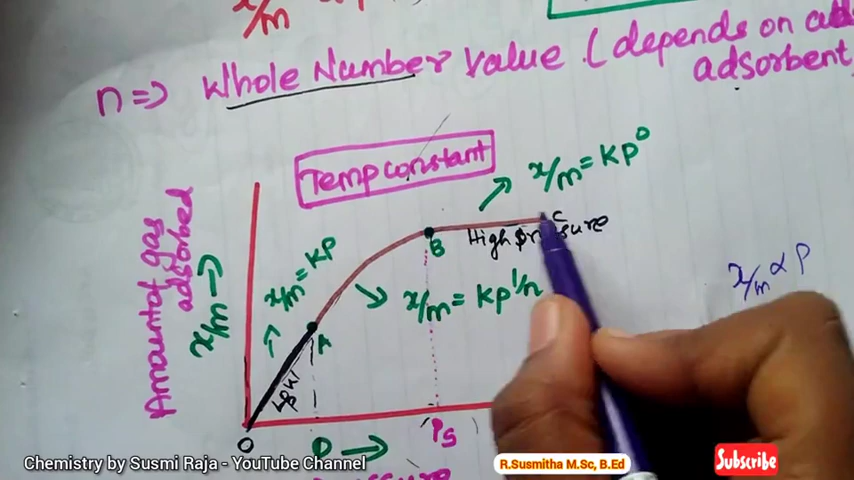 x/m
n => Whole Number Value (depends on
adsorbent
Temp constant
x/m = Kp⁰
Amount of gas
adsorbed
x/m →
x/m = Kp
B
High pressure
C
x/m = Kp^1/n
x/m ∝ P
A
Low
P
O
P →
Ps
Chemistry by Susmi Raja - YouTube Channel
R.Susmitha M.Sc, B.Ed
Subscribe